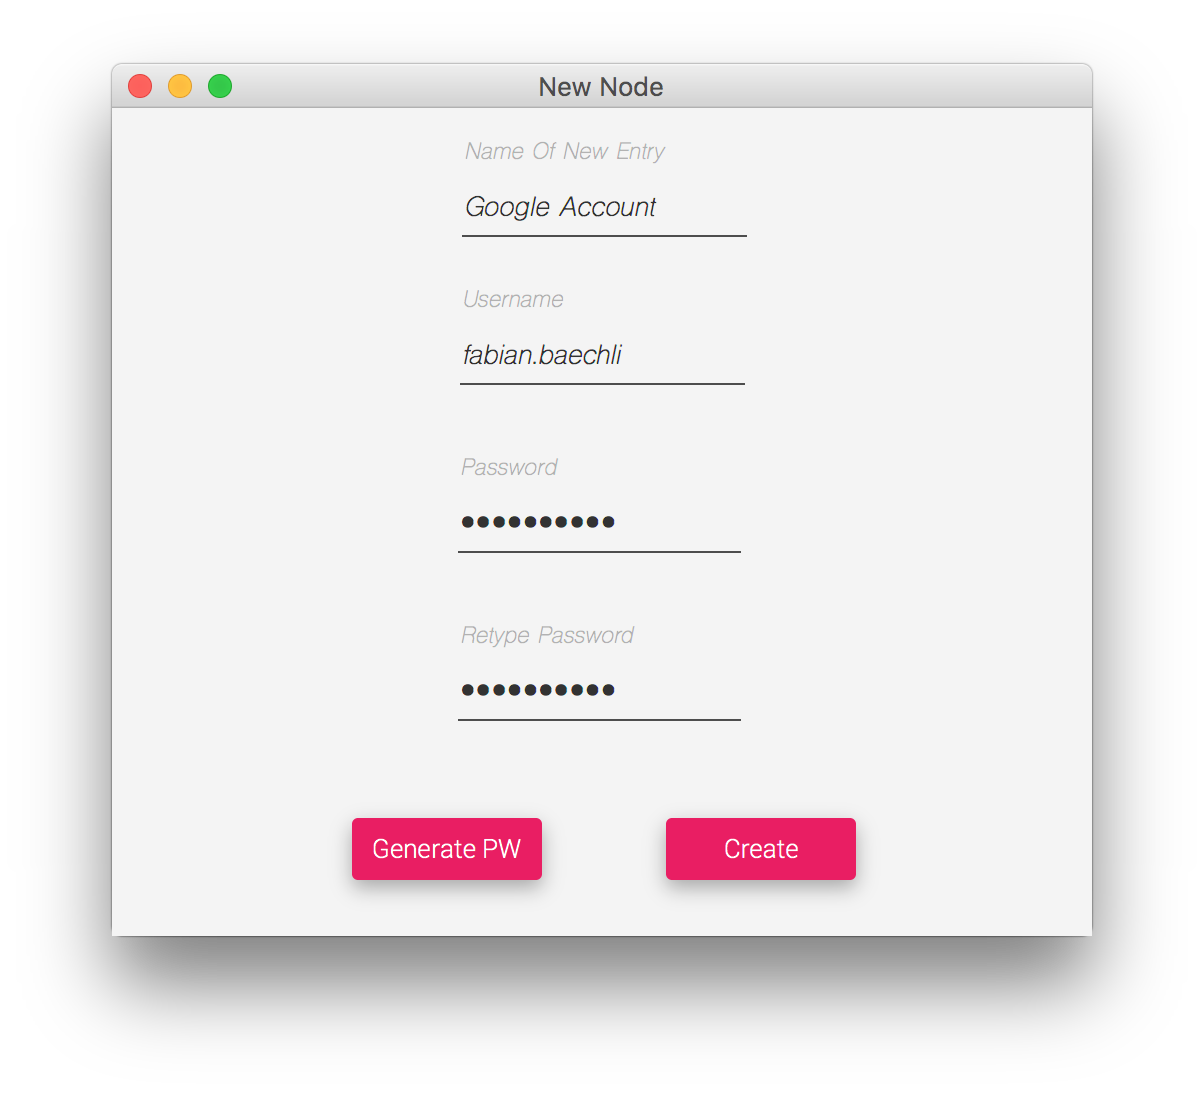 New Node
Name Of New Entry
Google Account
Username
fabian.baechli
Password
••••••••••
Retype Password
••••••••••
Generate PW
Create